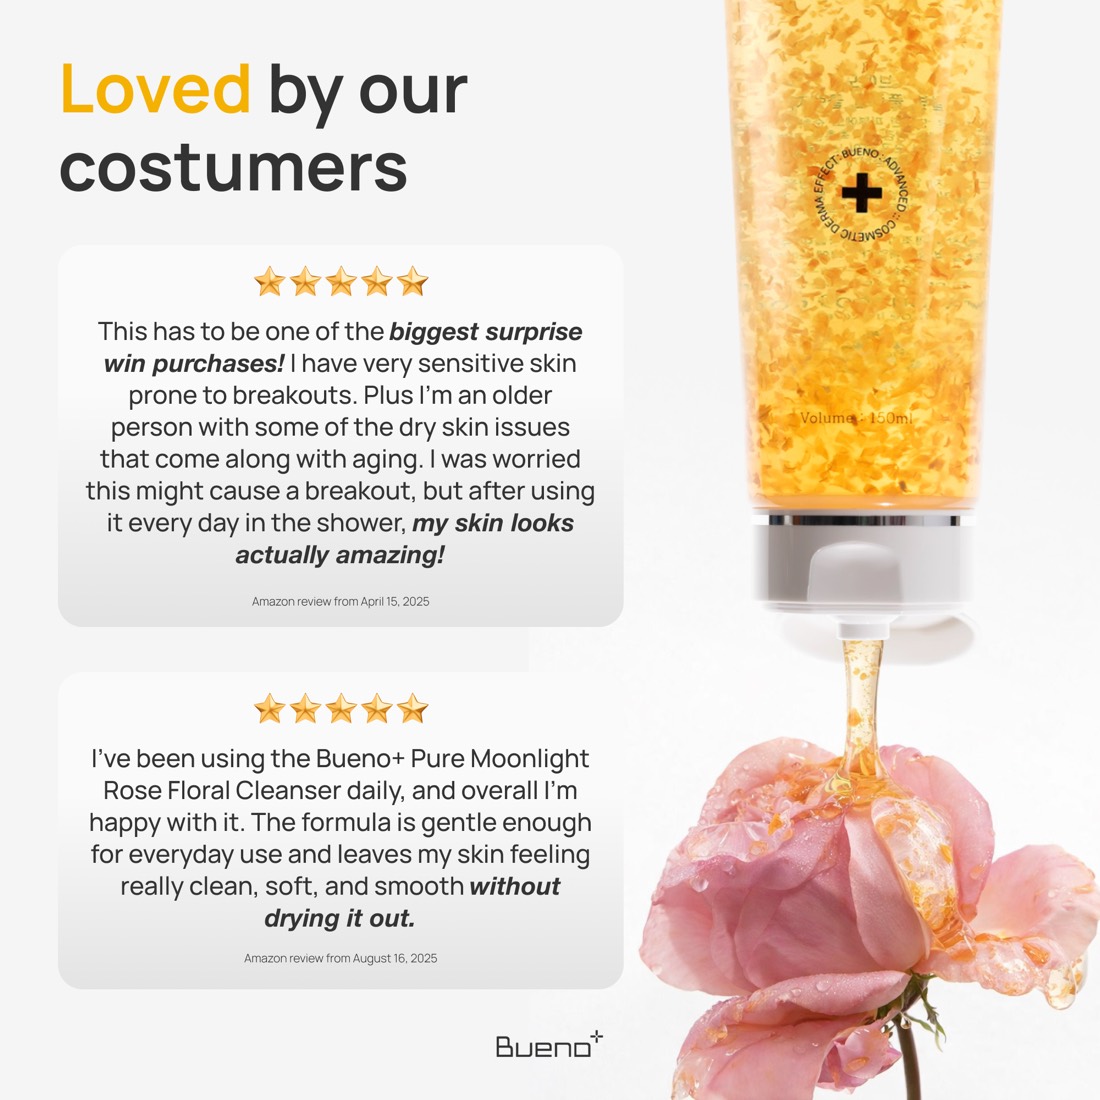 Loved by our
costumers
This has to be one of the biggest surprise
win purchases! I have very sensitive skin
prone to breakouts. Plus I'm an older
person with some of the dry skin issues
that come along with aging. I was worried
this might cause a breakout, but after using
it every day in the shower, my skin looks
actually amazing!
Amazon review from April 15, 2025
I've been using the Bueno+ Pure Moonlight
Rose Floral Cleanser daily, and overall I'm
happy with it. The formula is gentle enough
for everyday use and leaves my skin feeling
really clean, soft, and smooth without
drying it out.
Amazon review from August 16, 2025
Bueno+
BUENO : ADVANCED :: COSMETIC DERMA EFFECT :
Volume : 150ml